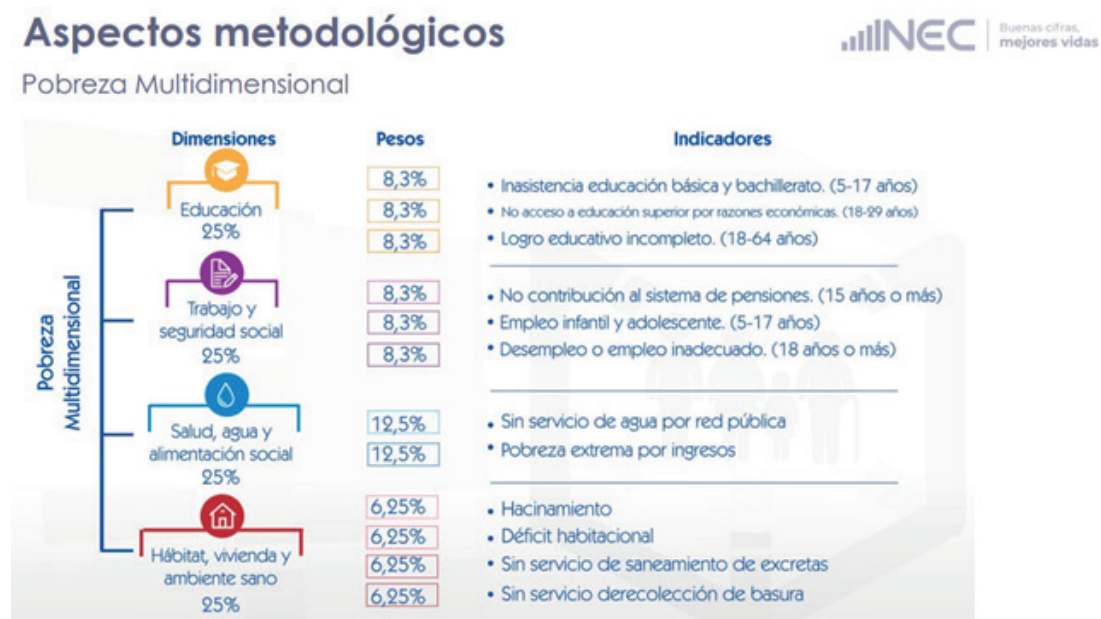 Aspectos metodológicos
INEC
Buenas cifras,
mejores vidas
Pobreza Multidimensional
Dimensiones
Pesos
Indicadores
Pobreza
Multidimensional
Educación
25%
8,3%
8,3%
8,3%
• Inasistencia educación básica y bachillerato. (5-17 años)
• No acceso a educación superior por razones económicas. (18-29 años)
• Logro educativo incompleto. (18-64 años)
Trabajo y
seguridad social
25%
8,3%
8,3%
8,3%
• No contribución al sistema de pensiones. (15 años o más)
• Empleo infantil y adolescente. (5-17 años)
• Desempleo o empleo inadecuado. (18 años o más)
Salud, agua y
alimentación social
25%
12,5%
12,5%
• Sin servicio de agua por red pública
• Pobreza extrema por ingresos
Hábitat, vivienda y
ambiente sano
25%
6,25%
6,25%
6,25%
6,25%
• Hacinamiento
• Déficit habitacional
• Sin servicio de saneamiento de excretas
• Sin servicio derecolección de basura